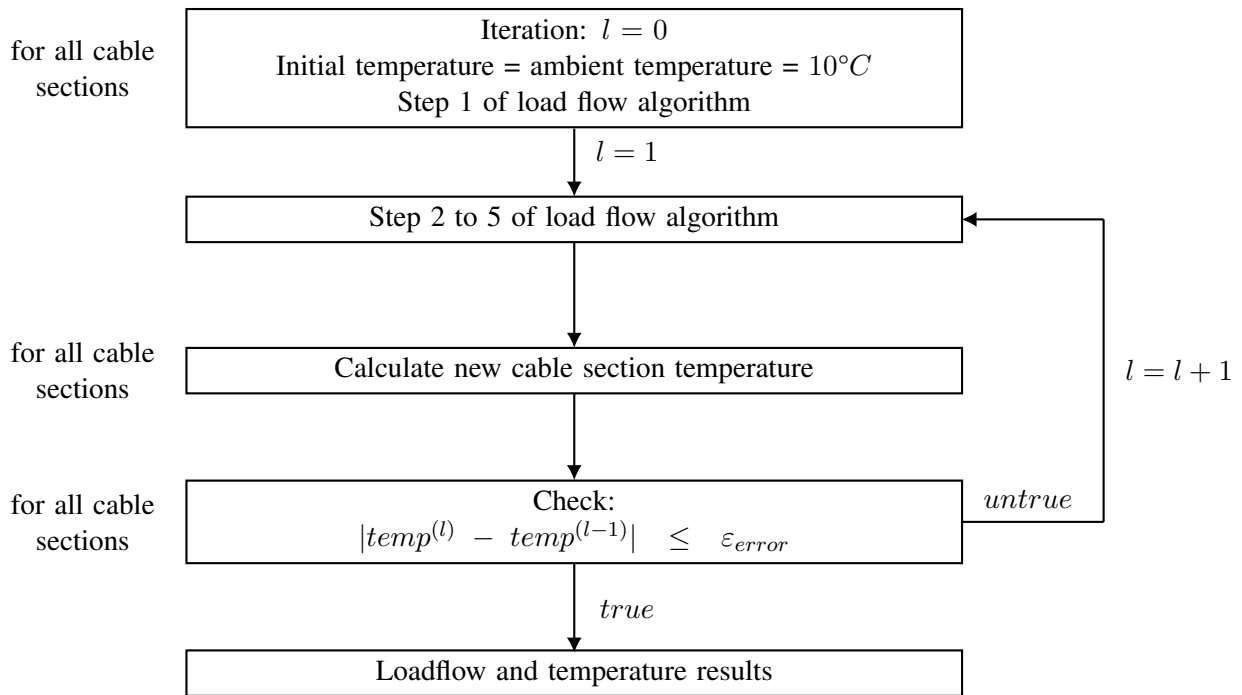 for all cable
sections
Iteration: l = 0
Initial temperature = ambient temperature = 10°C
Step 1 of load flow algorithm
l = 1
Step 2 to 5 of load flow algorithm
for all cable
sections
Calculate new cable section temperature
l = l + 1
for all cable
sections
Check:
|temp^(l) − temp^(l−1)| ≤ ε_error
untrue
true
Loadflow and temperature results